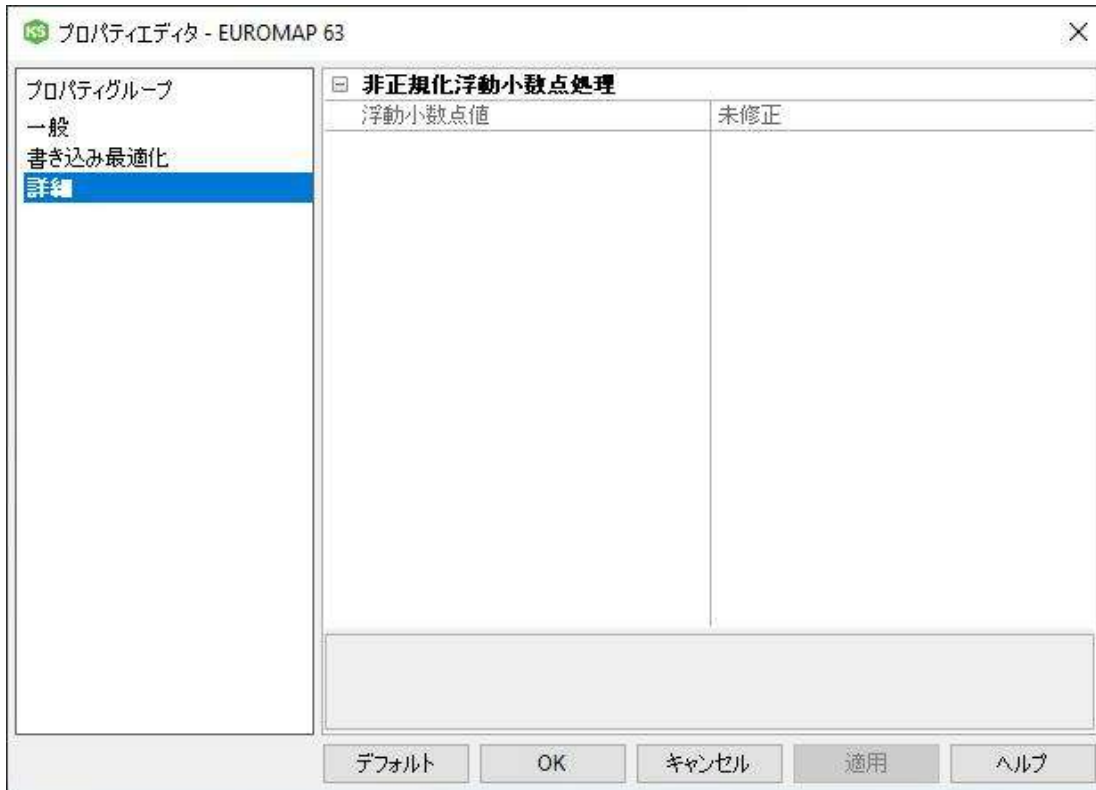 KS プロパティエディタ - EUROMAP 63
プロパティグループ
一般
書き込み最適化
詳細
非正規化浮動小数点処理
浮動小数点値 未修正
デフォルト OK キャンセル 適用 ヘルプ